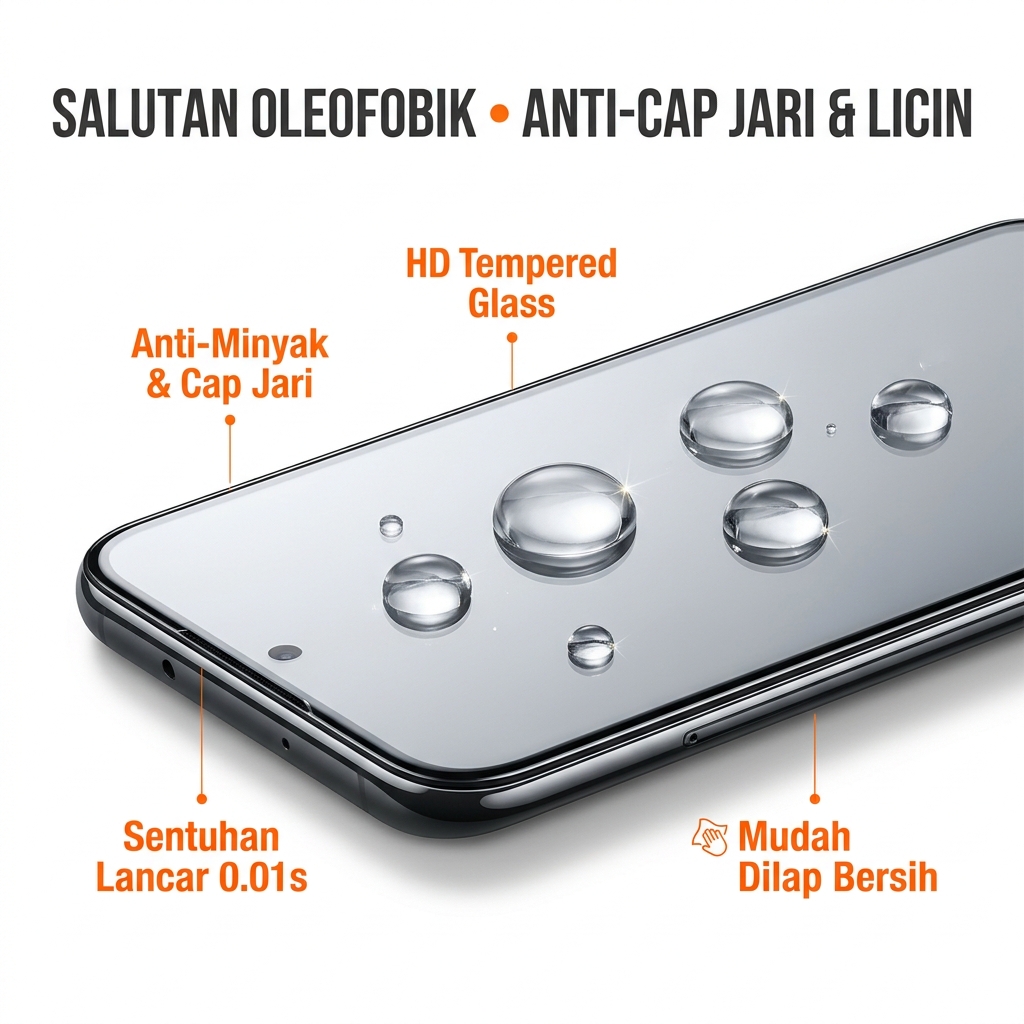 SALUTAN OLEOFOBIK • ANTI-CAP JARI & LICIN
HD Tempered
Glass
Anti-Minyak
& Cap Jari
Sentuhan
Lancar 0.01s
Mudah
Dilap Bersih